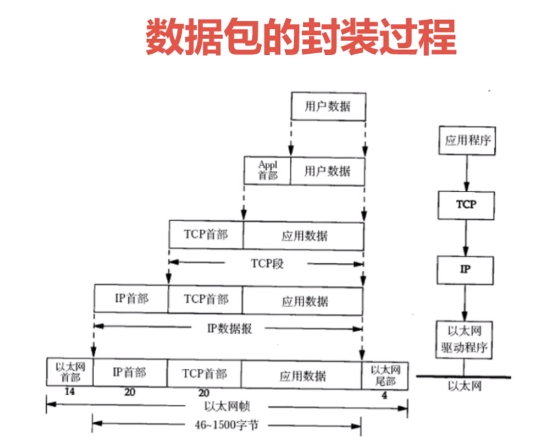 数据包的封装过程
用户数据
应用程序
Appl
首部
用户数据
TCP
TCP首部
应用数据
TCP段
IP
IP首部
TCP首部
应用数据
IP数据报
以太网
驱动程序
以太网
首部
IP首部
TCP首部
应用数据
以太网
尾部
以太网
14
20
20
4
以太网帧
46~1500字节